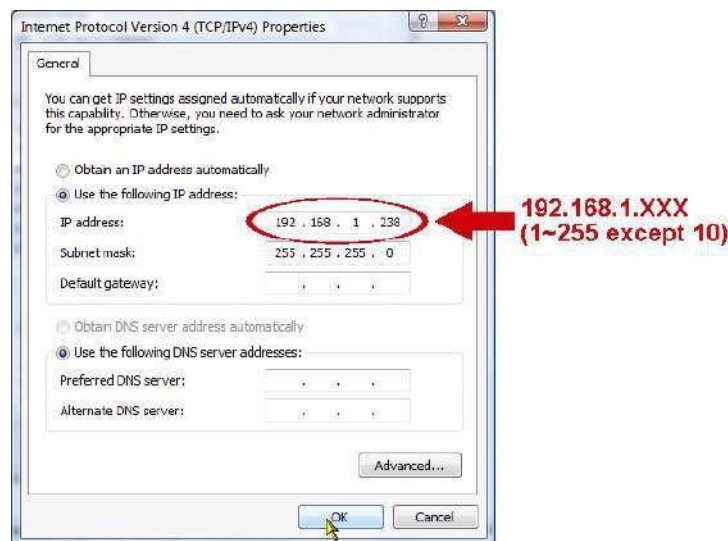 Internet Protocol Version 4 (TCP/IPv4) Properties
?
General
You can get IP settings assigned automatically if your network supports
this capability. Otherwise, you need to ask your network administrator
for the appropriate IP settings.
Obtain an IP address automatically
Use the following IP address:
IP address: 192 . 168 . 1 . 238
192.168.1.XXX
(1~255 except 10)
Subnet mask: 255 . 255 . 255 . 0
Default gateway: . . .
Obtain DNS server address automatically
Use the following DNS server addresses:
Preferred DNS server: . . .
Alternate DNS server: . . .
Advanced...
OK Cancel